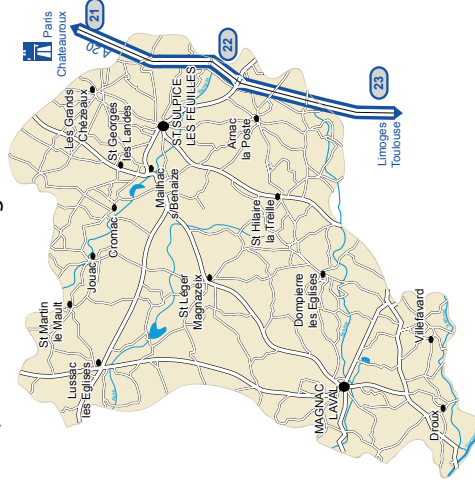 Paris
Chateauroux
A 20
21
22
23
Limoges
Toulouse
Les Grands
Chézeaux
St Georges
les Landes
ST SULPICE
LES FEUILLES
Arnac
la Poste
Mailhac
s/Benaize
Cromac
Jouac
St Martin
le Mault
St Hilaire
la Treille
St Léger
Magnazeix
Lussac
les Eglises
Dompierre
les Eglises
MAGNAC
LAVAL
Villefavard
Droux